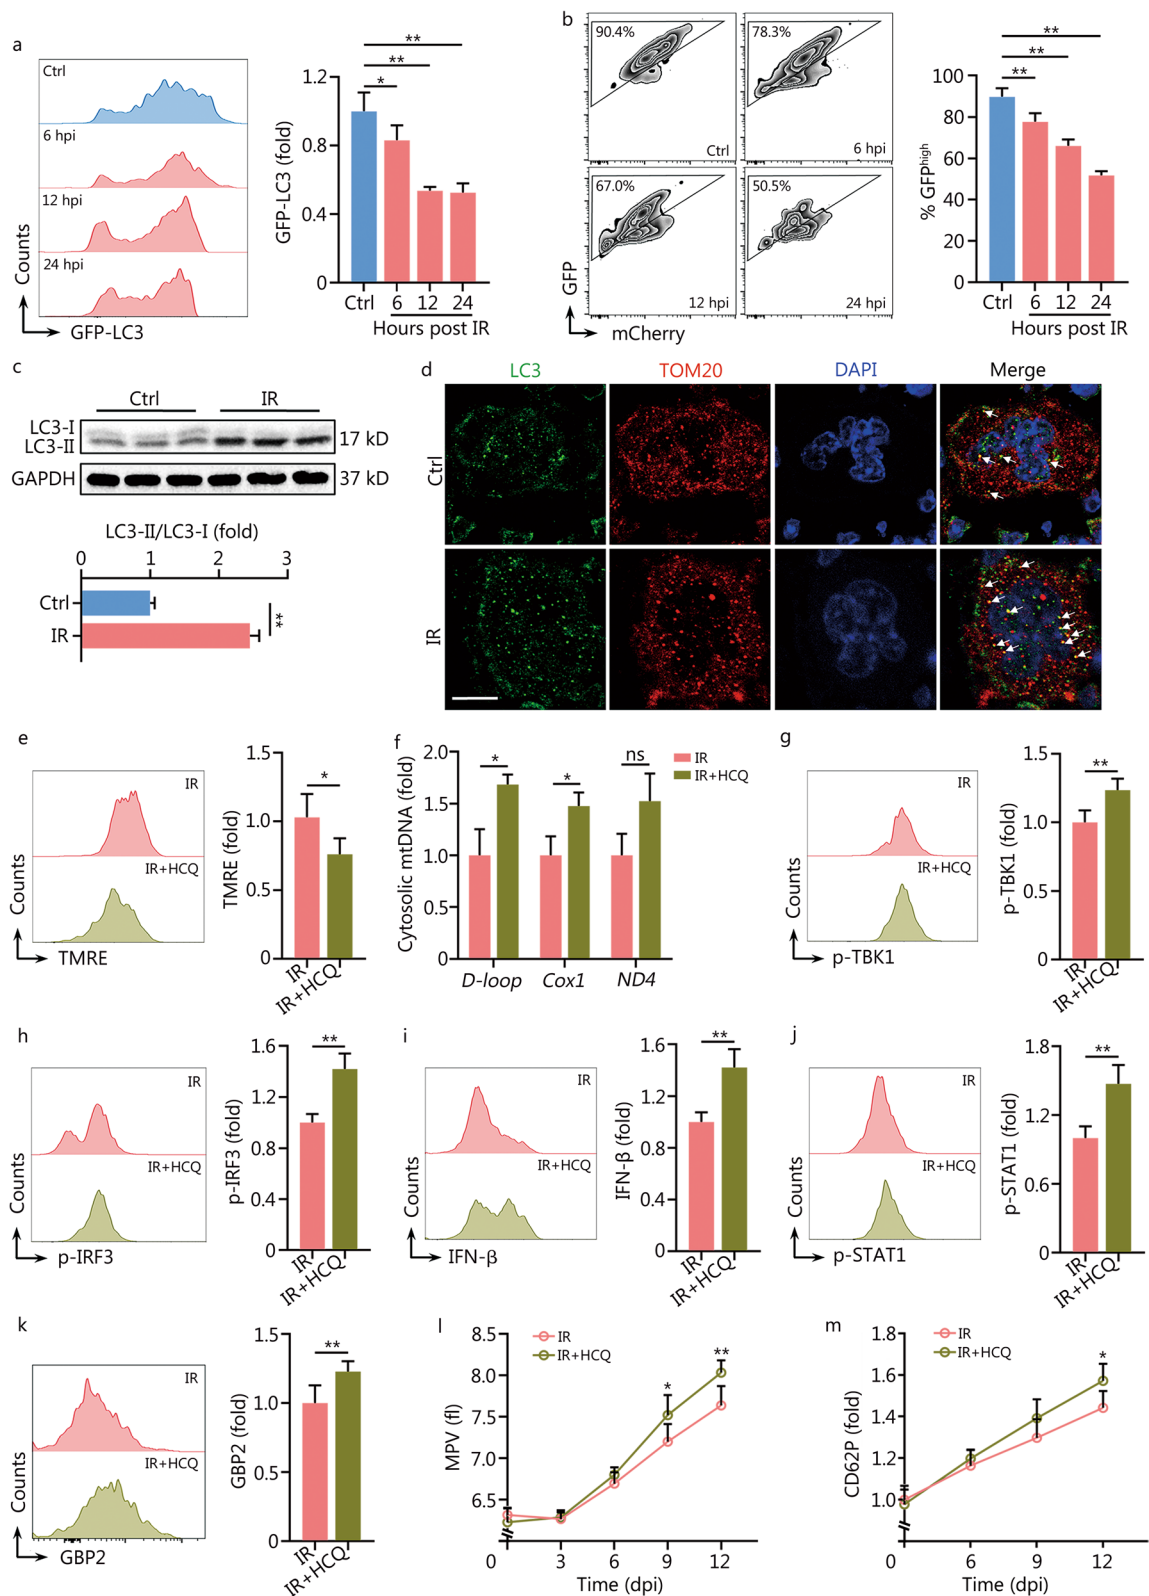 a
Ctrl
6 hpi
12 hpi
24 hpi
Counts
GFP-LC3
GFP-LC3 (fold)
1.2
0.8
0.4
0
**
**
*
Ctrl 6 12 24
Hours post IR
b
90.4%
Ctrl
78.3%
6 hpi
67.0%
12 hpi
50.5%
24 hpi
GFP
mCherry
% GFPhigh
100
80
60
40
20
0
**
**
**
Ctrl 6 12 24
Hours post IR
c
Ctrl IR
LC3-I
LC3-II
17 kD
GAPDH
37 kD
LC3-II/LC3-I (fold)
0 1 2 3
Ctrl
IR
**
d
LC3 TOM20 DAPI Merge
Ctrl
IR
e
IR
IR+HCQ
Counts
TMRE
TMRE (fold)
1.5
1.0
0.5
0
*
IR
IR+HCQ
f
Cytosolic mtDNA (fold)
2.0
1.5
1.0
0.5
0
* * ns
IR
IR+HCQ
D-loop Cox1 ND4
g
IR
IR+HCQ
Counts
p-TBK1
p-TBK1 (fold)
1.5
1.0
0.5
0
**
IR
IR+HCQ
h
IR
IR+HCQ
Counts
p-IRF3
p-IRF3 (fold)
1.6
1.2
0.8
0.4
0
**
IR
IR+HCQ
i
IR
IR+HCQ
Counts
IFN-β
IFN-β (fold)
1.6
1.2
0.8
0.4
0
**
IR
IR+HCQ
j
IR
IR+HCQ
Counts
p-STAT1
p-STAT1 (fold)
1.8
1.2
0.6
0
**
IR
IR+HCQ
k
IR
IR+HCQ
Counts
GBP2
GBP2 (fold)
1.5
1.0
0.5
0
**
IR
IR+HCQ
l
MPV (fl)
8.5
8.0
7.5
7.0
6.5
0
IR
IR+HCQ
*
**
3 6 9 12
Time (dpi)
m
CD62P (fold)
1.8
1.6
1.4
1.2
1.0
0
IR
IR+HCQ
*
6 9 12
Time (dpi)